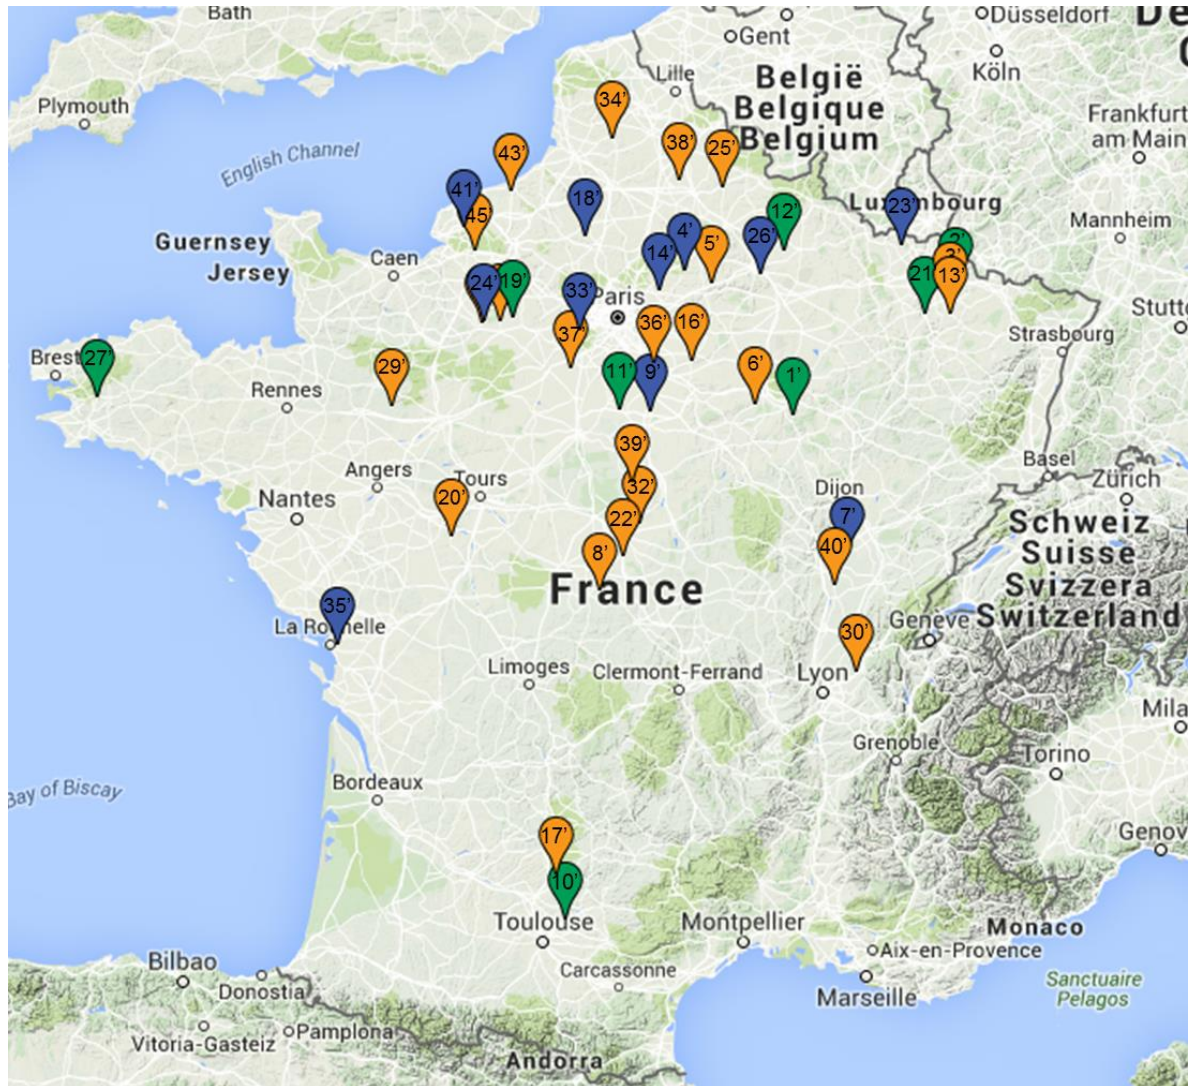 Bath
Düsseldorf
De
Gent
Köln
Lille
België
Belgique
Belgium
Plymouth
34'
Frankfurt
am Main
English Channel
43'
38'
25'
41'
45'
18'
12'
Luxembourg
23'
Mannheim
Guernsey
Jersey
Caen
14'
4'
5'
26'
2'
3'
21'
13'
24'
19'
33'
Paris
Stutt
36'
16'
37'
Strasbourg
Brest
27'
29'
Rennes
11'
9'
6'
1'
39'
Basel
Angers
Tours
Zürich
Nantes
20'
32'
Dijon
7'
22'
40'
8'
Schweiz
Suisse
Svizzera
Switzerland
France
35'
La Rochelle
30'
Genève
Limoges
Clermont-Ferrand
Lyon
Mila
Grenoble
Torino
Bordeaux
Bay of Biscay
17'
Genov
10'
Toulouse
Montpellier
Monaco
Aix-en-Provence
Bilbao
Donostia
Carcassonne
Marseille
Sanctuaire
Pelagos
Vitoria-Gasteiz
Pamplona
Andorra